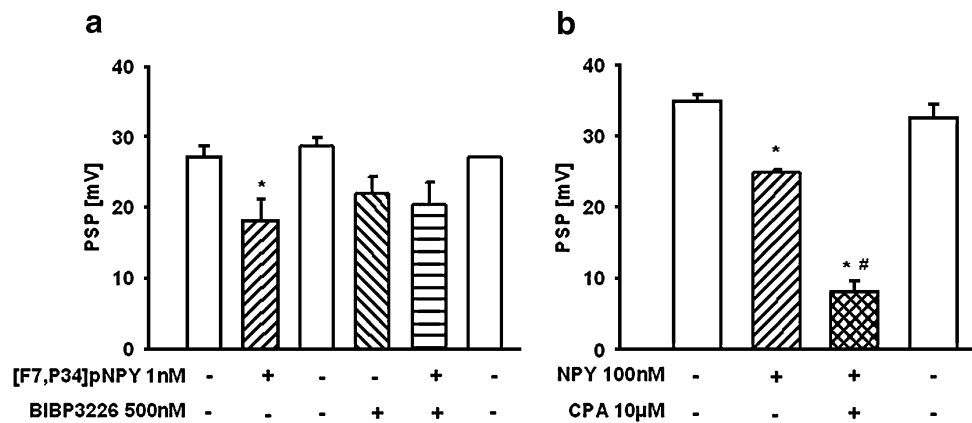 a
40
30
20
10
0
PSP [mV]
*
[F7,P34]pNPY 1nM - + - - + -
BIBP3226 500nM - - - + + -
b
40
30
20
10
0
PSP [mV]
*
* #
NPY 100nM - + + -
CPA 10µM - - + -